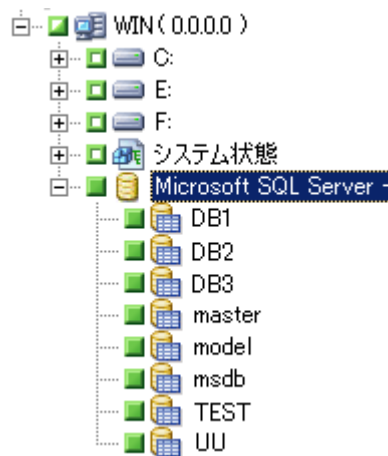 WIN ( 0.0.0.0 )
C:
E:
F:
システム状態
Microsoft SQL Server -
DB1
DB2
DB3
master
model
msdb
TEST
UU